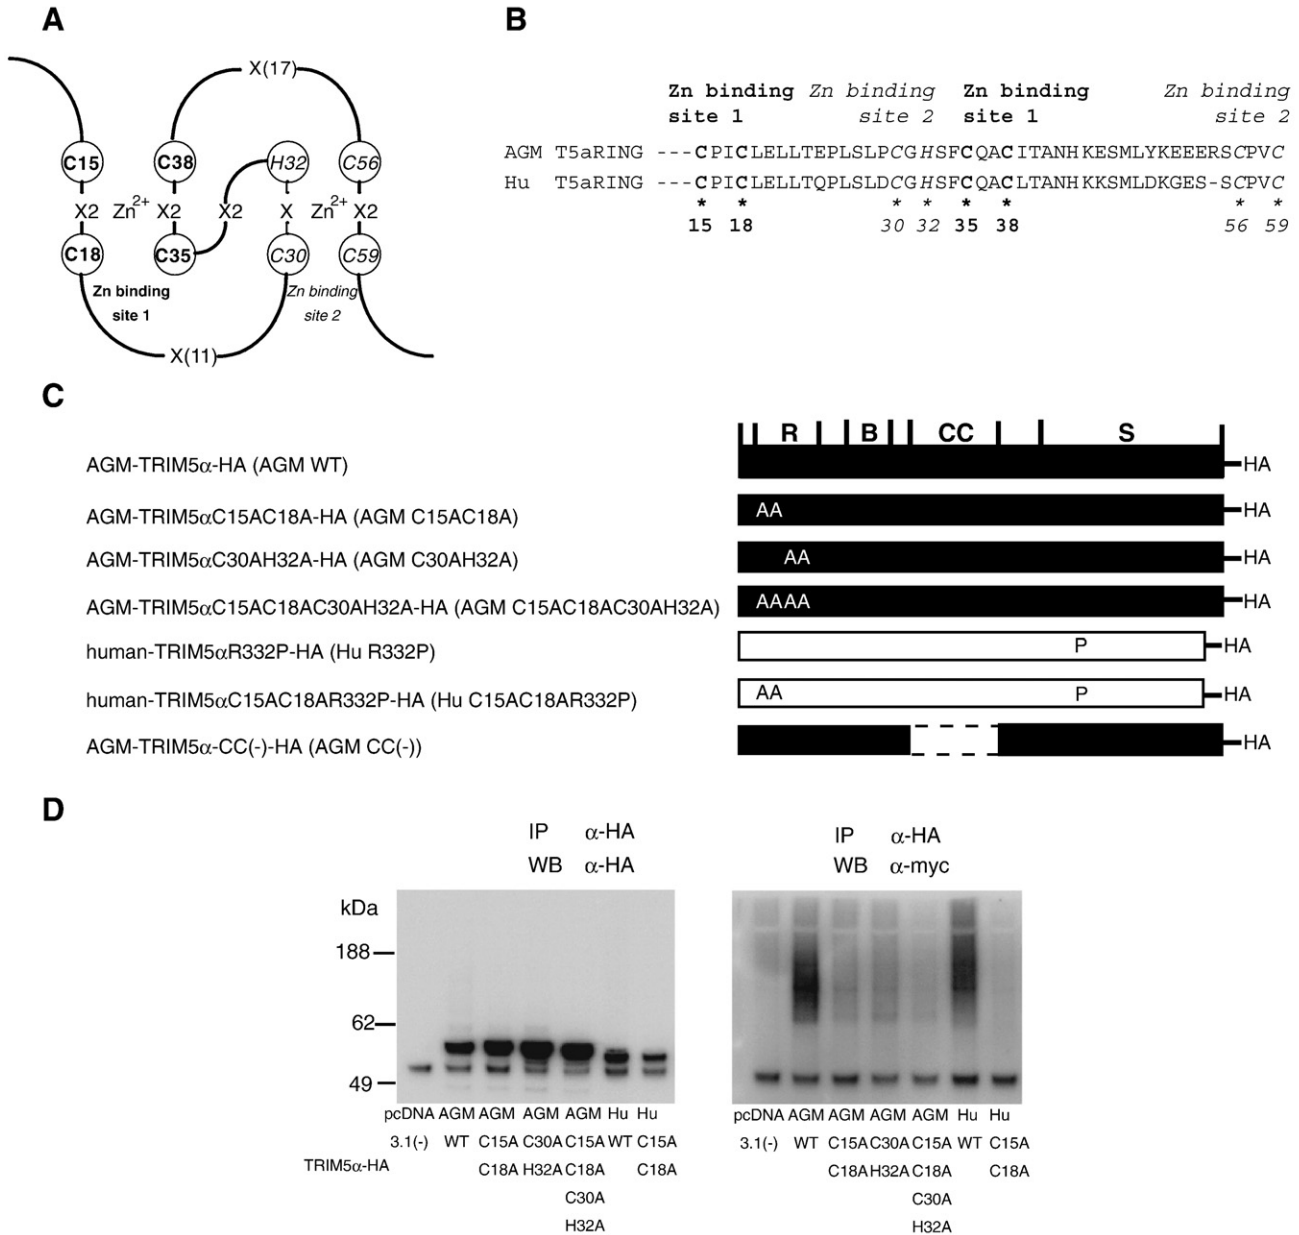 A
X(17)
C15 C38 H32 C56
X2 Zn2+ X2 X2 X Zn2+ X2
C18 C35 C30 C59
Zn binding site 1
Zn binding site 2
X(11)
B
Zn binding site 1 Zn binding site 2 Zn binding site 1 Zn binding site 2
AGM T5aRING ---CPICLELLTEPLSLPCGHSFCQACITANHKESMLYKEEERSCPVC
Hu T5aRING ---CPICLELLTQPLSLDCGHSFCQACLTANHKKSMLDKGES-SCPVC
* * * * * * * *
15 18 30 32 35 38 56 59
C
R B CC S
AGM-TRIM5α-HA (AGM WT) HA
AGM-TRIM5αC15AC18A-HA (AGM C15AC18A) AA HA
AGM-TRIM5αC30AH32A-HA (AGM C30AH32A) AA HA
AGM-TRIM5αC15AC18AC30AH32A-HA (AGM C15AC18AC30AH32A) AAAA HA
human-TRIM5αR332P-HA (Hu R332P) P HA
human-TRIM5αC15AC18AR332P-HA (Hu C15AC18AR332P) AA P HA
AGM-TRIM5α-CC(-)-HA (AGM CC(-)) HA
D
IP α-HA
WB α-HA
kDa
188
62
49
pcDNA AGM AGM AGM AGM Hu Hu
3.1(-) WT C15A C30A C15A WT C15A
TRIM5α-HA C18A H32A C18A C18A
C30A
H32A
IP α-HA
WB α-myc
pcDNA AGM AGM AGM AGM Hu Hu
3.1(-) WT C15A C30A C15A WT C15A
C18A H32A C18A C18A
C30A
H32A